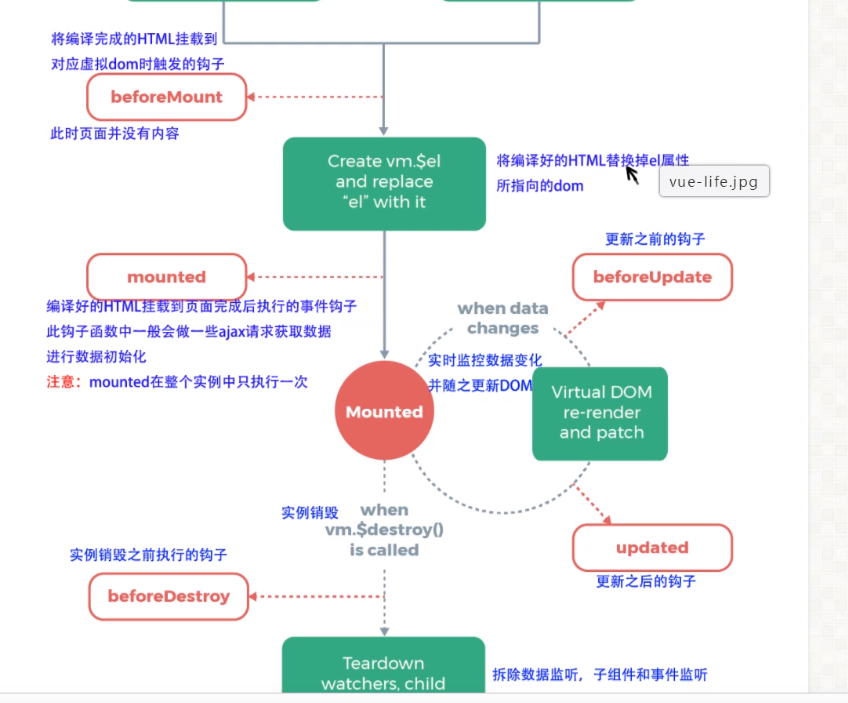 将编译完成的HTML挂载到
对应虚拟dom时触发的钩子
beforeMount
此时页面并没有内容
Create vm.$el
and replace
“el” with it
将编译好的HTML替换掉el属性
所指向的dom
vue-life.jpg
mounted
编译好的HTML挂载到页面完成后执行的事件钩子
此钩子函数中一般会做一些ajax请求获取数据
进行数据初始化
注意：mounted在整个实例中只执行一次
更新之前的钩子
beforeUpdate
when data
changes
实时监控数据变化
并随之更新DOM
Virtual DOM
re-render
and patch
Mounted
updated
更新之后的钩子
实例销毁
when
vm.$destroy()
is called
实例销毁之前执行的钩子
beforeDestroy
Teardown
watchers, child
拆除数据监听，子组件和事件监听